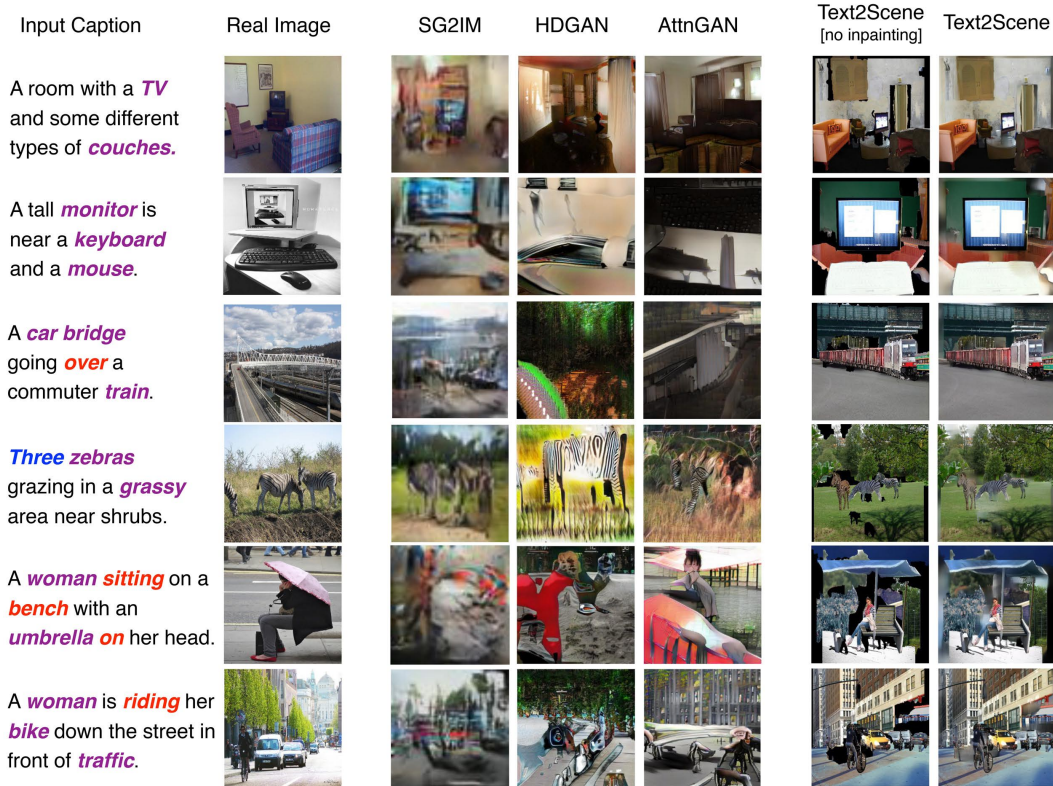 Input Caption
Real Image
SG2IM
HDGAN
AttnGAN
Text2Scene
[no inpainting]
Text2Scene
A room with a TV
and some different
types of couches.
A tall monitor is
near a keyboard
and a mouse.
A car bridge
going over a
commuter train.
Three zebras
grazing in a grassy
area near shrubs.
A woman sitting on a
bench with an
umbrella on her head.
A woman is riding her
bike down the street in
front of traffic.